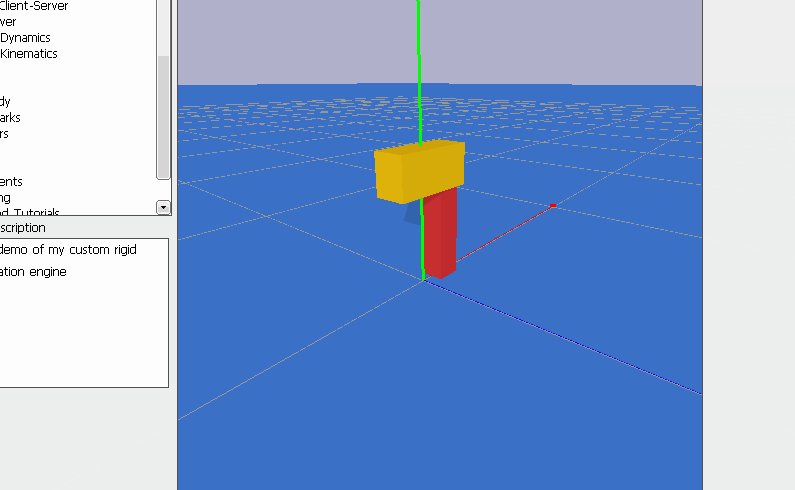 Client-Server
ver
Dynamics
Kinematics
dy
arks
rs
ents
ng
d Tutorials
scription
demo of my custom rigid
ation engine